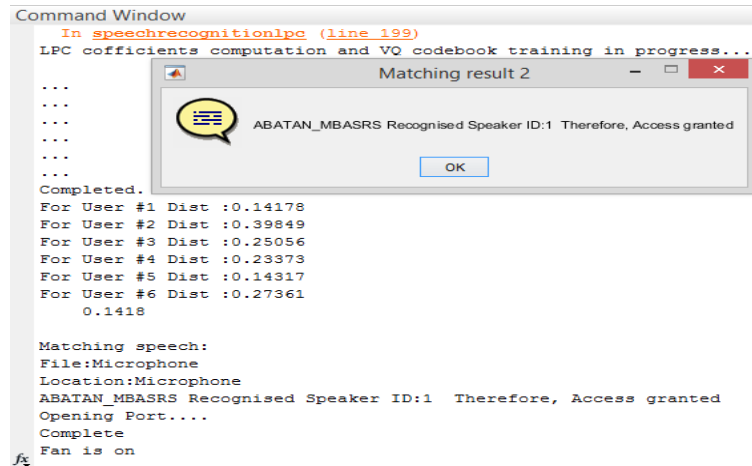 Command Window
In speechrecognitionlpc (line 199)
LPC cofficients computation and VQ codebook training in progress...
Matching result 2
...
...
ABATAN_MBASRS Recognised Speaker ID:1 Therefore, Access granted
...
...
...
OK
...
Completed.
For User #1 Dist :0.14178
For User #2 Dist :0.39849
For User #3 Dist :0.25056
For User #4 Dist :0.23373
For User #5 Dist :0.14317
For User #6 Dist :0.27361
0.1418
Matching speech:
File:Microphone
Location:Microphone
ABATAN_MBASRS Recognised Speaker ID:1 Therefore, Access granted
Opening Port....
Complete
Fan is on
fx